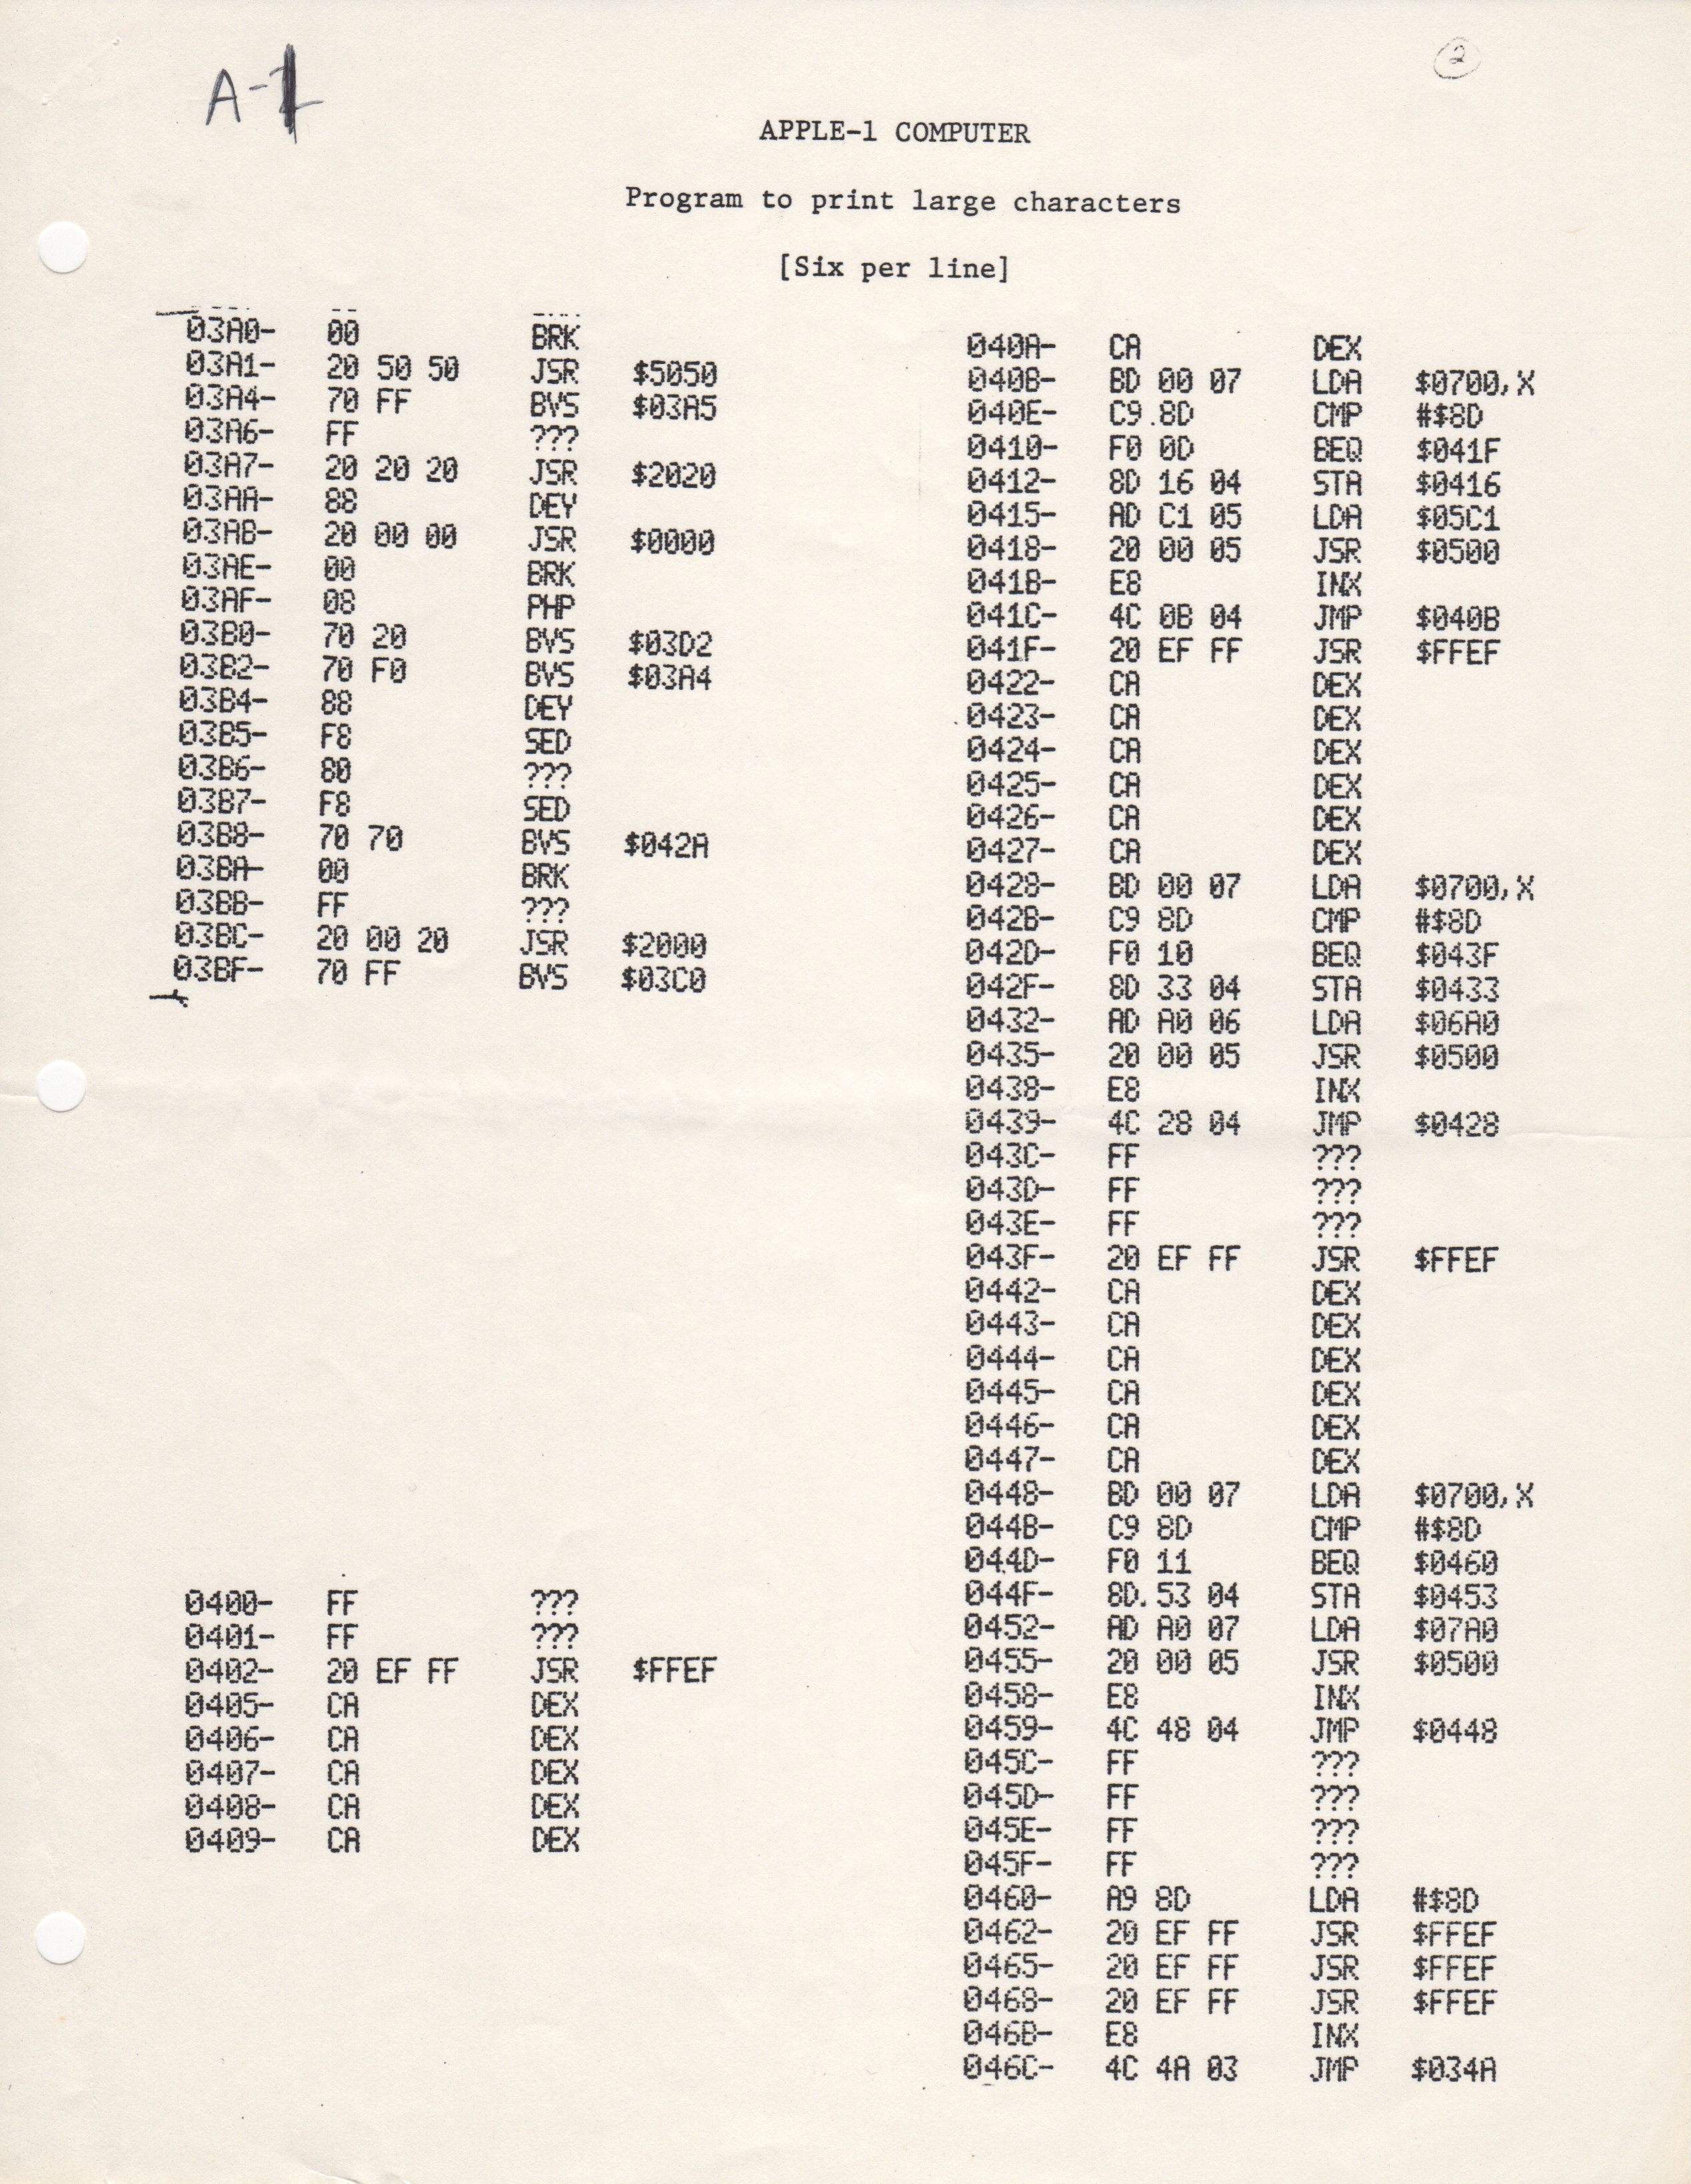 A-1
2
APPLE-1 COMPUTER
Program to print large characters
[Six per line]
03A0- 00 BRK
03A1- 20 50 50 JSR $5050
03A4- 70 FF BVS $03A5
03A6- FF ???
03A7- 20 20 20 JSR $2020
03AA- 88 DEY
03AB- 20 00 00 JSR $0000
03AE- 00 BRK
03AF- 08 PHP
03B0- 70 20 BVS $03D2
03B2- 70 F0 BVS $03A4
03B4- 88 DEY
03B5- F8 SED
03B6- 80 ???
03B7- F8 SED
03B8- 70 70 BVS $042A
03BA- 00 BRK
03BB- FF ???
03BC- 20 00 20 JSR $2000
03BF- 70 FF BVS $03C0
0400- FF ???
0401- FF ???
0402- 20 EF FF JSR $FFEF
0405- CA DEX
0406- CA DEX
0407- CA DEX
0408- CA DEX
0409- CA DEX
040A- CA DEX
040B- BD 00 07 LDA $0700,X
040E- C9 8D CMP #$8D
0410- F0 0D BEQ $041F
0412- 8D 16 04 STA $0416
0415- AD C1 05 LDA $05C1
0418- 20 00 05 JSR $0500
041B- E8 INX
041C- 4C 0B 04 JMP $040B
041F- 20 EF FF JSR $FFEF
0422- CA DEX
0423- CA DEX
0424- CA DEX
0425- CA DEX
0426- CA DEX
0427- CA DEX
0428- BD 00 07 LDA $0700,X
042B- C9 8D CMP #$8D
042D- F0 10 BEQ $043F
042F- 8D 33 04 STA $0433
0432- AD A0 06 LDA $06A0
0435- 20 00 05 JSR $0500
0438- E8 INX
0439- 4C 28 04 JMP $0428
043C- FF ???
043D- FF ???
043E- FF ???
043F- 20 EF FF JSR $FFEF
0442- CA DEX
0443- CA DEX
0444- CA DEX
0445- CA DEX
0446- CA DEX
0447- CA DEX
0448- BD 00 07 LDA $0700,X
044B- C9 8D CMP #$8D
044D- F0 11 BEQ $0460
044F- 8D 53 04 STA $0453
0452- AD A0 07 LDA $07A0
0455- 20 00 05 JSR $0500
0458- E8 INX
0459- 4C 48 04 JMP $0448
045C- FF ???
045D- FF ???
045E- FF ???
045F- FF ???
0460- A9 8D LDA #$8D
0462- 20 EF FF JSR $FFEF
0465- 20 EF FF JSR $FFEF
0468- 20 EF FF JSR $FFEF
046B- E8 INX
046C- 4C 4A 03 JMP $034A